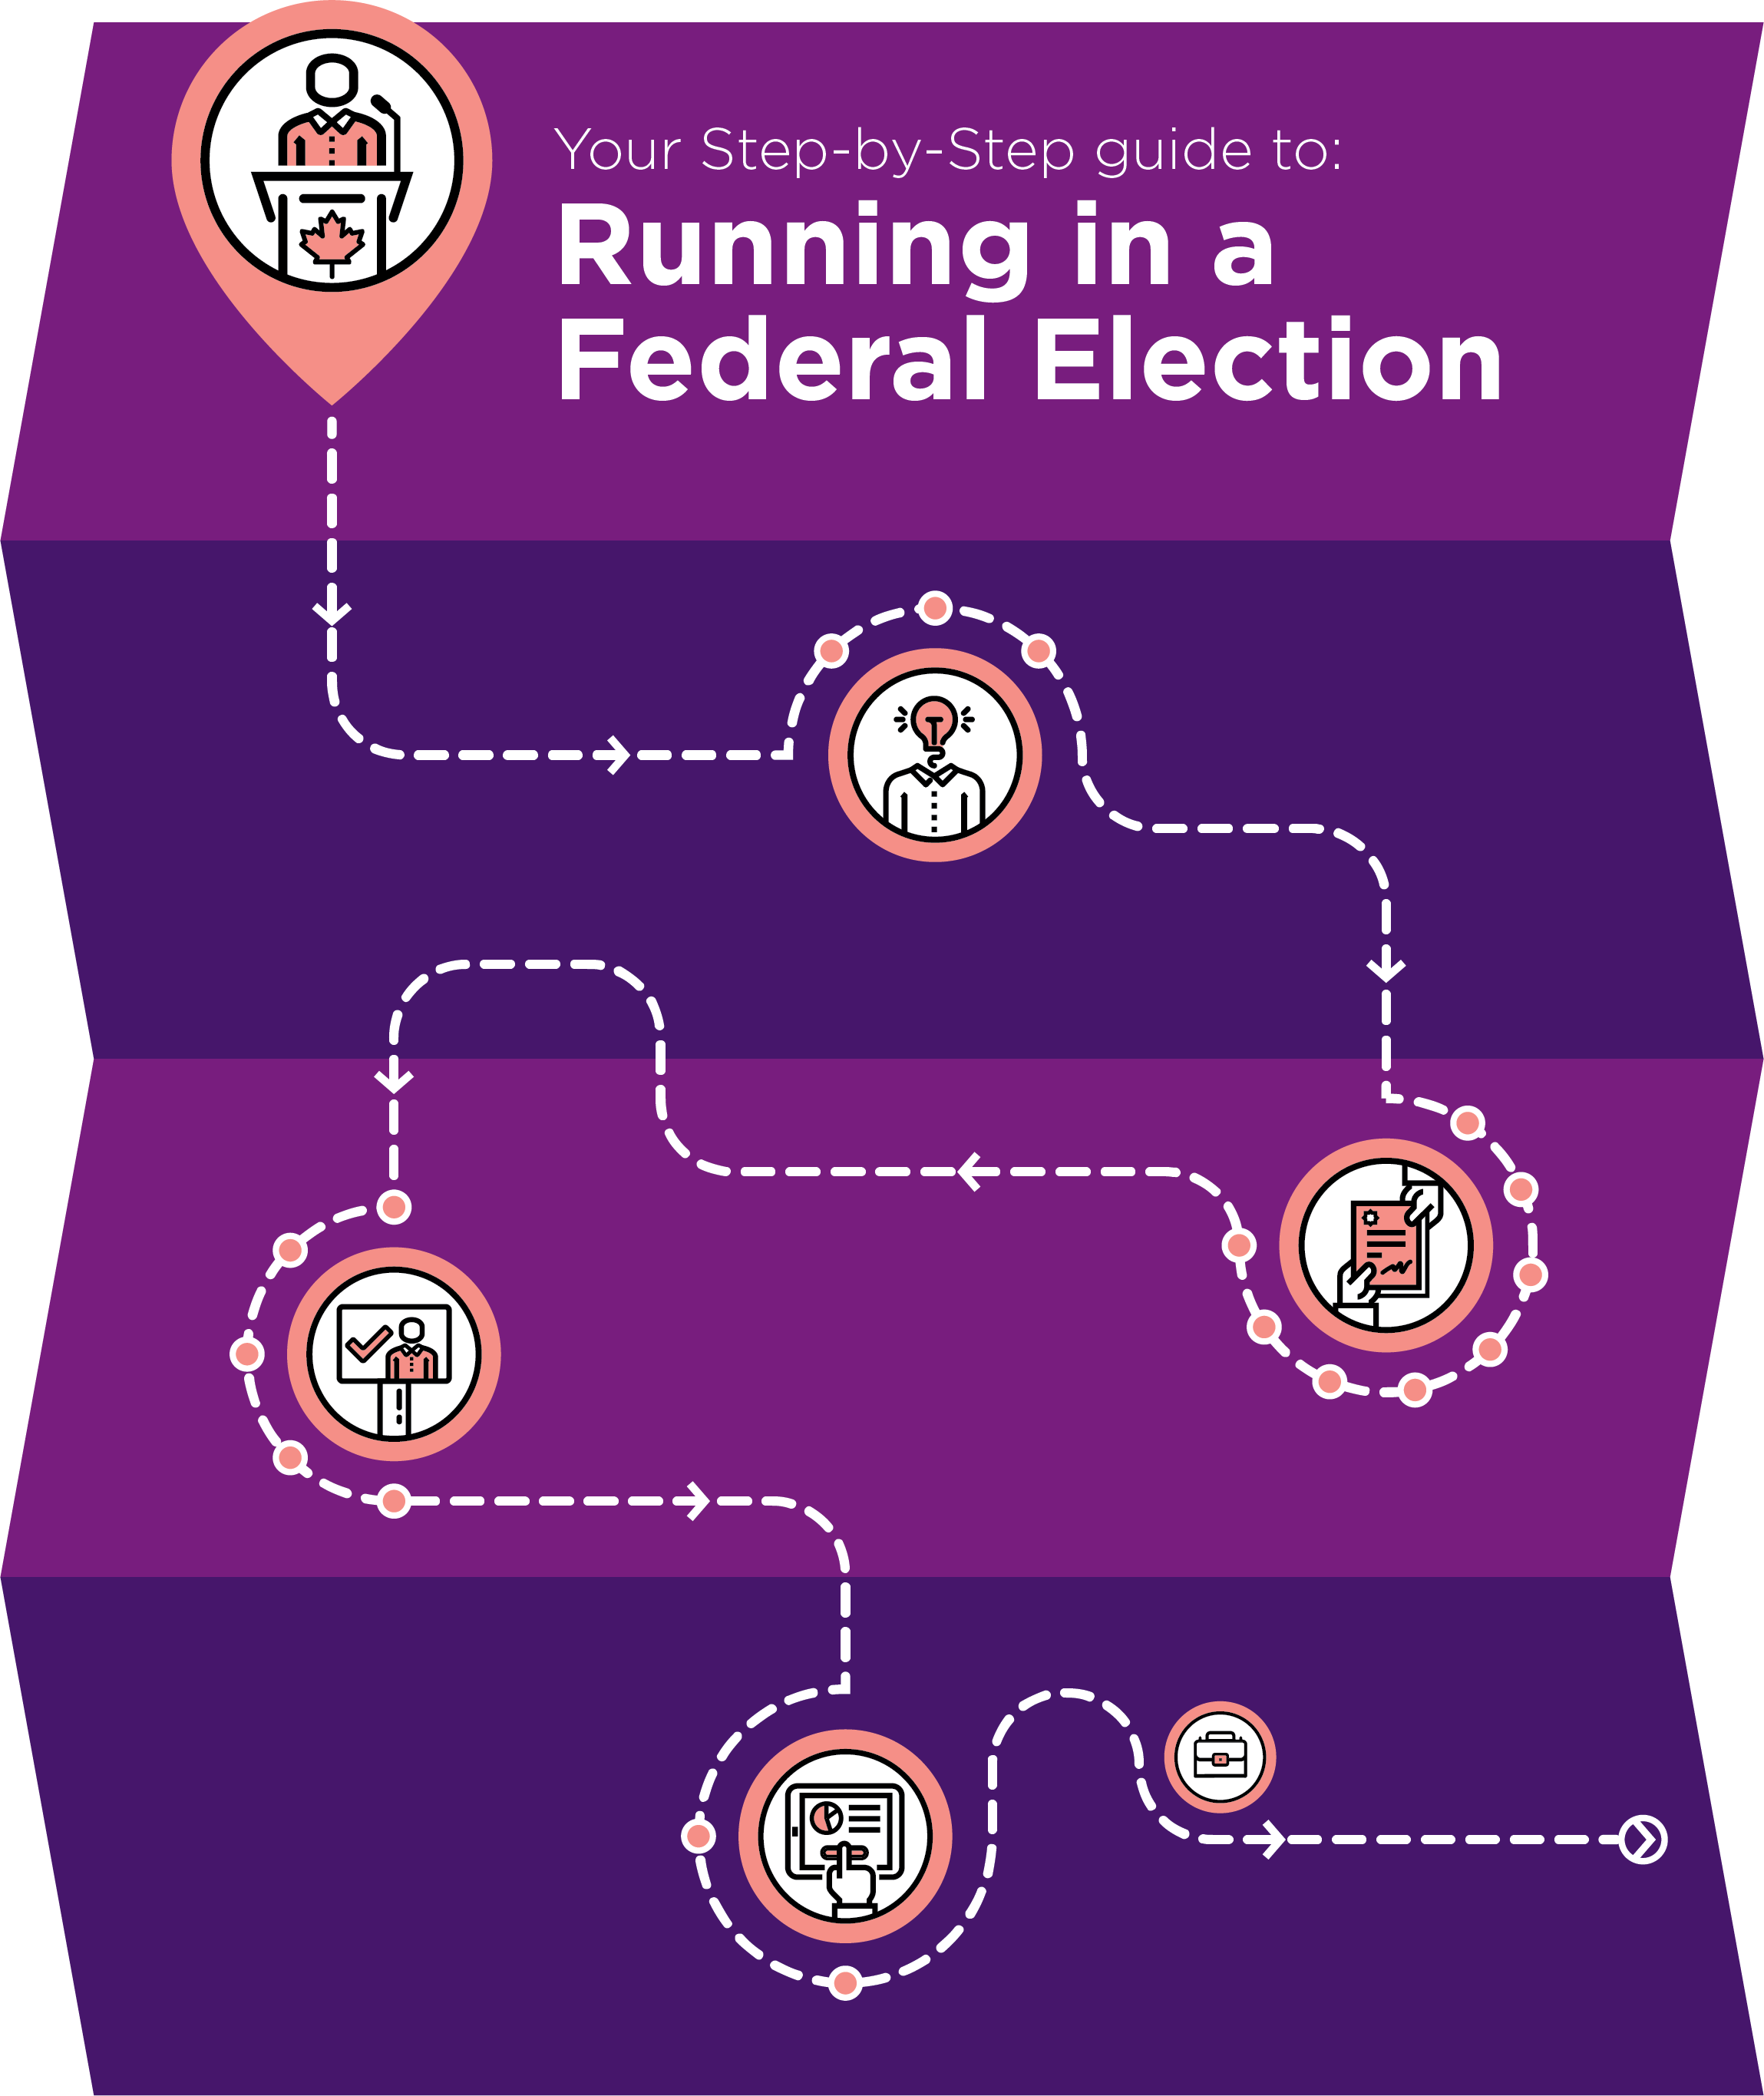 Your Step-by-Step guide to:
Running in a
Federal Election